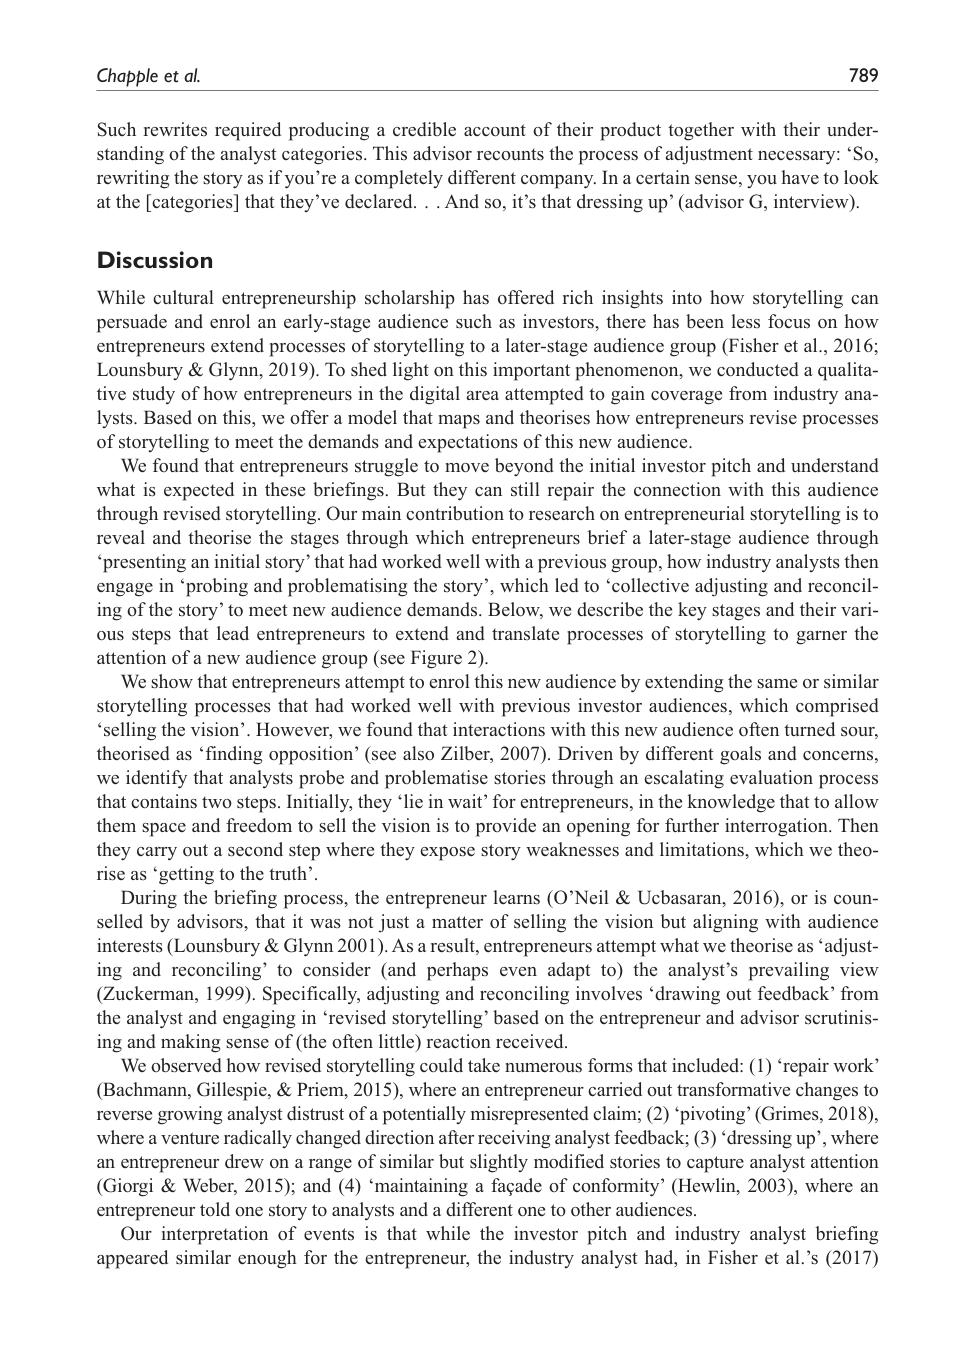 Chapple et al. 789
Such rewrites required producing a credible account of their product together with their under-
standing of the analyst categories. This advisor recounts the process of adjustment necessary: ‘So,
rewriting the story as if you’re a completely different company. In a certain sense, you have to look
at the [categories] that they’ve declared. . . And so, it’s that dressing up’ (advisor G, interview).
Discussion
While cultural entrepreneurship scholarship has offered rich insights into how storytelling can
persuade and enrol an early-stage audience such as investors, there has been less focus on how
entrepreneurs extend processes of storytelling to a later-stage audience group (Fisher et al., 2016;
Lounsbury & Glynn, 2019). To shed light on this important phenomenon, we conducted a qualita-
tive study of how entrepreneurs in the digital area attempted to gain coverage from industry ana-
lysts. Based on this, we offer a model that maps and theorises how entrepreneurs revise processes
of storytelling to meet the demands and expectations of this new audience.
We found that entrepreneurs struggle to move beyond the initial investor pitch and understand
what is expected in these briefings. But they can still repair the connection with this audience
through revised storytelling. Our main contribution to research on entrepreneurial storytelling is to
reveal and theorise the stages through which entrepreneurs brief a later-stage audience through
‘presenting an initial story’ that had worked well with a previous group, how industry analysts then
engage in ‘probing and problematising the story’, which led to ‘collective adjusting and reconcil-
ing of the story’ to meet new audience demands. Below, we describe the key stages and their vari-
ous steps that lead entrepreneurs to extend and translate processes of storytelling to garner the
attention of a new audience group (see Figure 2).
We show that entrepreneurs attempt to enrol this new audience by extending the same or similar
storytelling processes that had worked well with previous investor audiences, which comprised
‘selling the vision’. However, we found that interactions with this new audience often turned sour,
theorised as ‘finding opposition’ (see also Zilber, 2007). Driven by different goals and concerns,
we identify that analysts probe and problematise stories through an escalating evaluation process
that contains two steps. Initially, they ‘lie in wait’ for entrepreneurs, in the knowledge that to allow
them space and freedom to sell the vision is to provide an opening for further interrogation. Then
they carry out a second step where they expose story weaknesses and limitations, which we theo-
rise as ‘getting to the truth’.
During the briefing process, the entrepreneur learns (O’Neil & Ucbasaran, 2016), or is coun-
selled by advisors, that it was not just a matter of selling the vision but aligning with audience
interests (Lounsbury & Glynn 2001). As a result, entrepreneurs attempt what we theorise as ‘adjust-
ing and reconciling’ to consider (and perhaps even adapt to) the analyst’s prevailing view
(Zuckerman, 1999). Specifically, adjusting and reconciling involves ‘drawing out feedback’ from
the analyst and engaging in ‘revised storytelling’ based on the entrepreneur and advisor scrutinis-
ing and making sense of (the often little) reaction received.
We observed how revised storytelling could take numerous forms that included: (1) ‘repair work’
(Bachmann, Gillespie, & Priem, 2015), where an entrepreneur carried out transformative changes to
reverse growing analyst distrust of a potentially misrepresented claim; (2) ‘pivoting’ (Grimes, 2018),
where a venture radically changed direction after receiving analyst feedback; (3) ‘dressing up’, where
an entrepreneur drew on a range of similar but slightly modified stories to capture analyst attention
(Giorgi & Weber, 2015); and (4) ‘maintaining a façade of conformity’ (Hewlin, 2003), where an
entrepreneur told one story to analysts and a different one to other audiences.
Our interpretation of events is that while the investor pitch and industry analyst briefing
appeared similar enough for the entrepreneur, the industry analyst had, in Fisher et al.’s (2017)